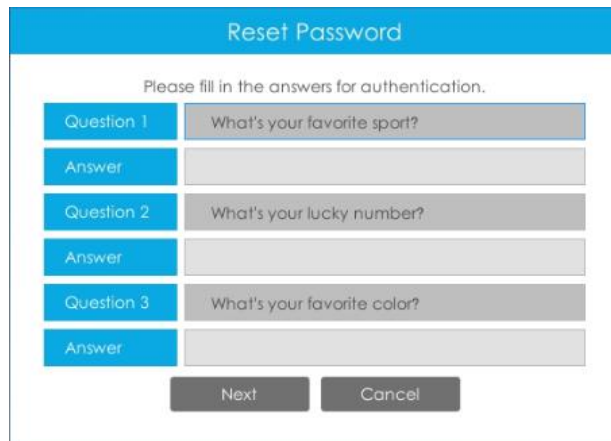 Reset Password
Please fill in the answers for authentication.
Question 1 What's your favorite sport?
Answer
Question 2 What's your lucky number?
Answer
Question 3 What's your favorite color?
Answer
Next Cancel